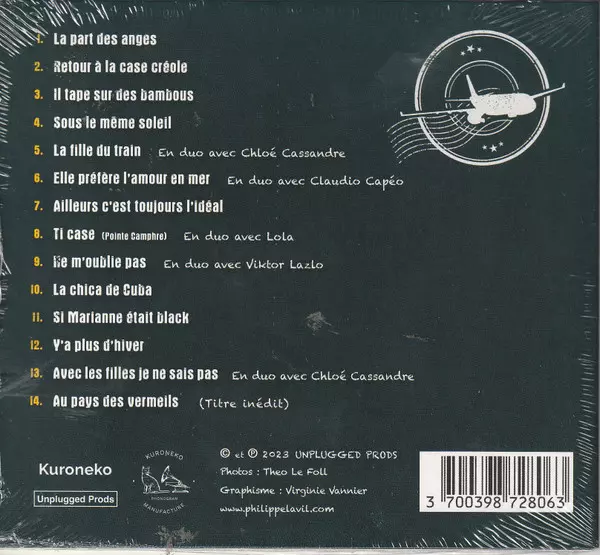 1. La part des anges
2. Retour à la case créole
3. Il tape sur des bambous
4. Sous le même soleil
5. La fille du train En duo avec Chloé Cassandre
6. Elle préfère l'amour en mer En duo avec Claudio Capéo
7. Ailleurs c'est toujours l'idéal
8. Ti case (Pointe Camphre) En duo avec Lola
9. Ne m'oublie pas En duo avec Viktor Lazlo
10. La chica de Cuba
11. Si Marianne était black
12. Y'a plus d'hiver
13. Avec les filles je ne sais pas En duo avec Chloé Cassandre
14. Au pays des vermeils (Titre inédit)
Kuroneko
Unplugged Prods
KURONEKO
MANUFACTURE
© et ℗ 2023 UNPLUGGED PRODS
Photos : Theo Le Foll
Graphisme : Virginie Vannier
www.philippelavil.com
3 700398 728063